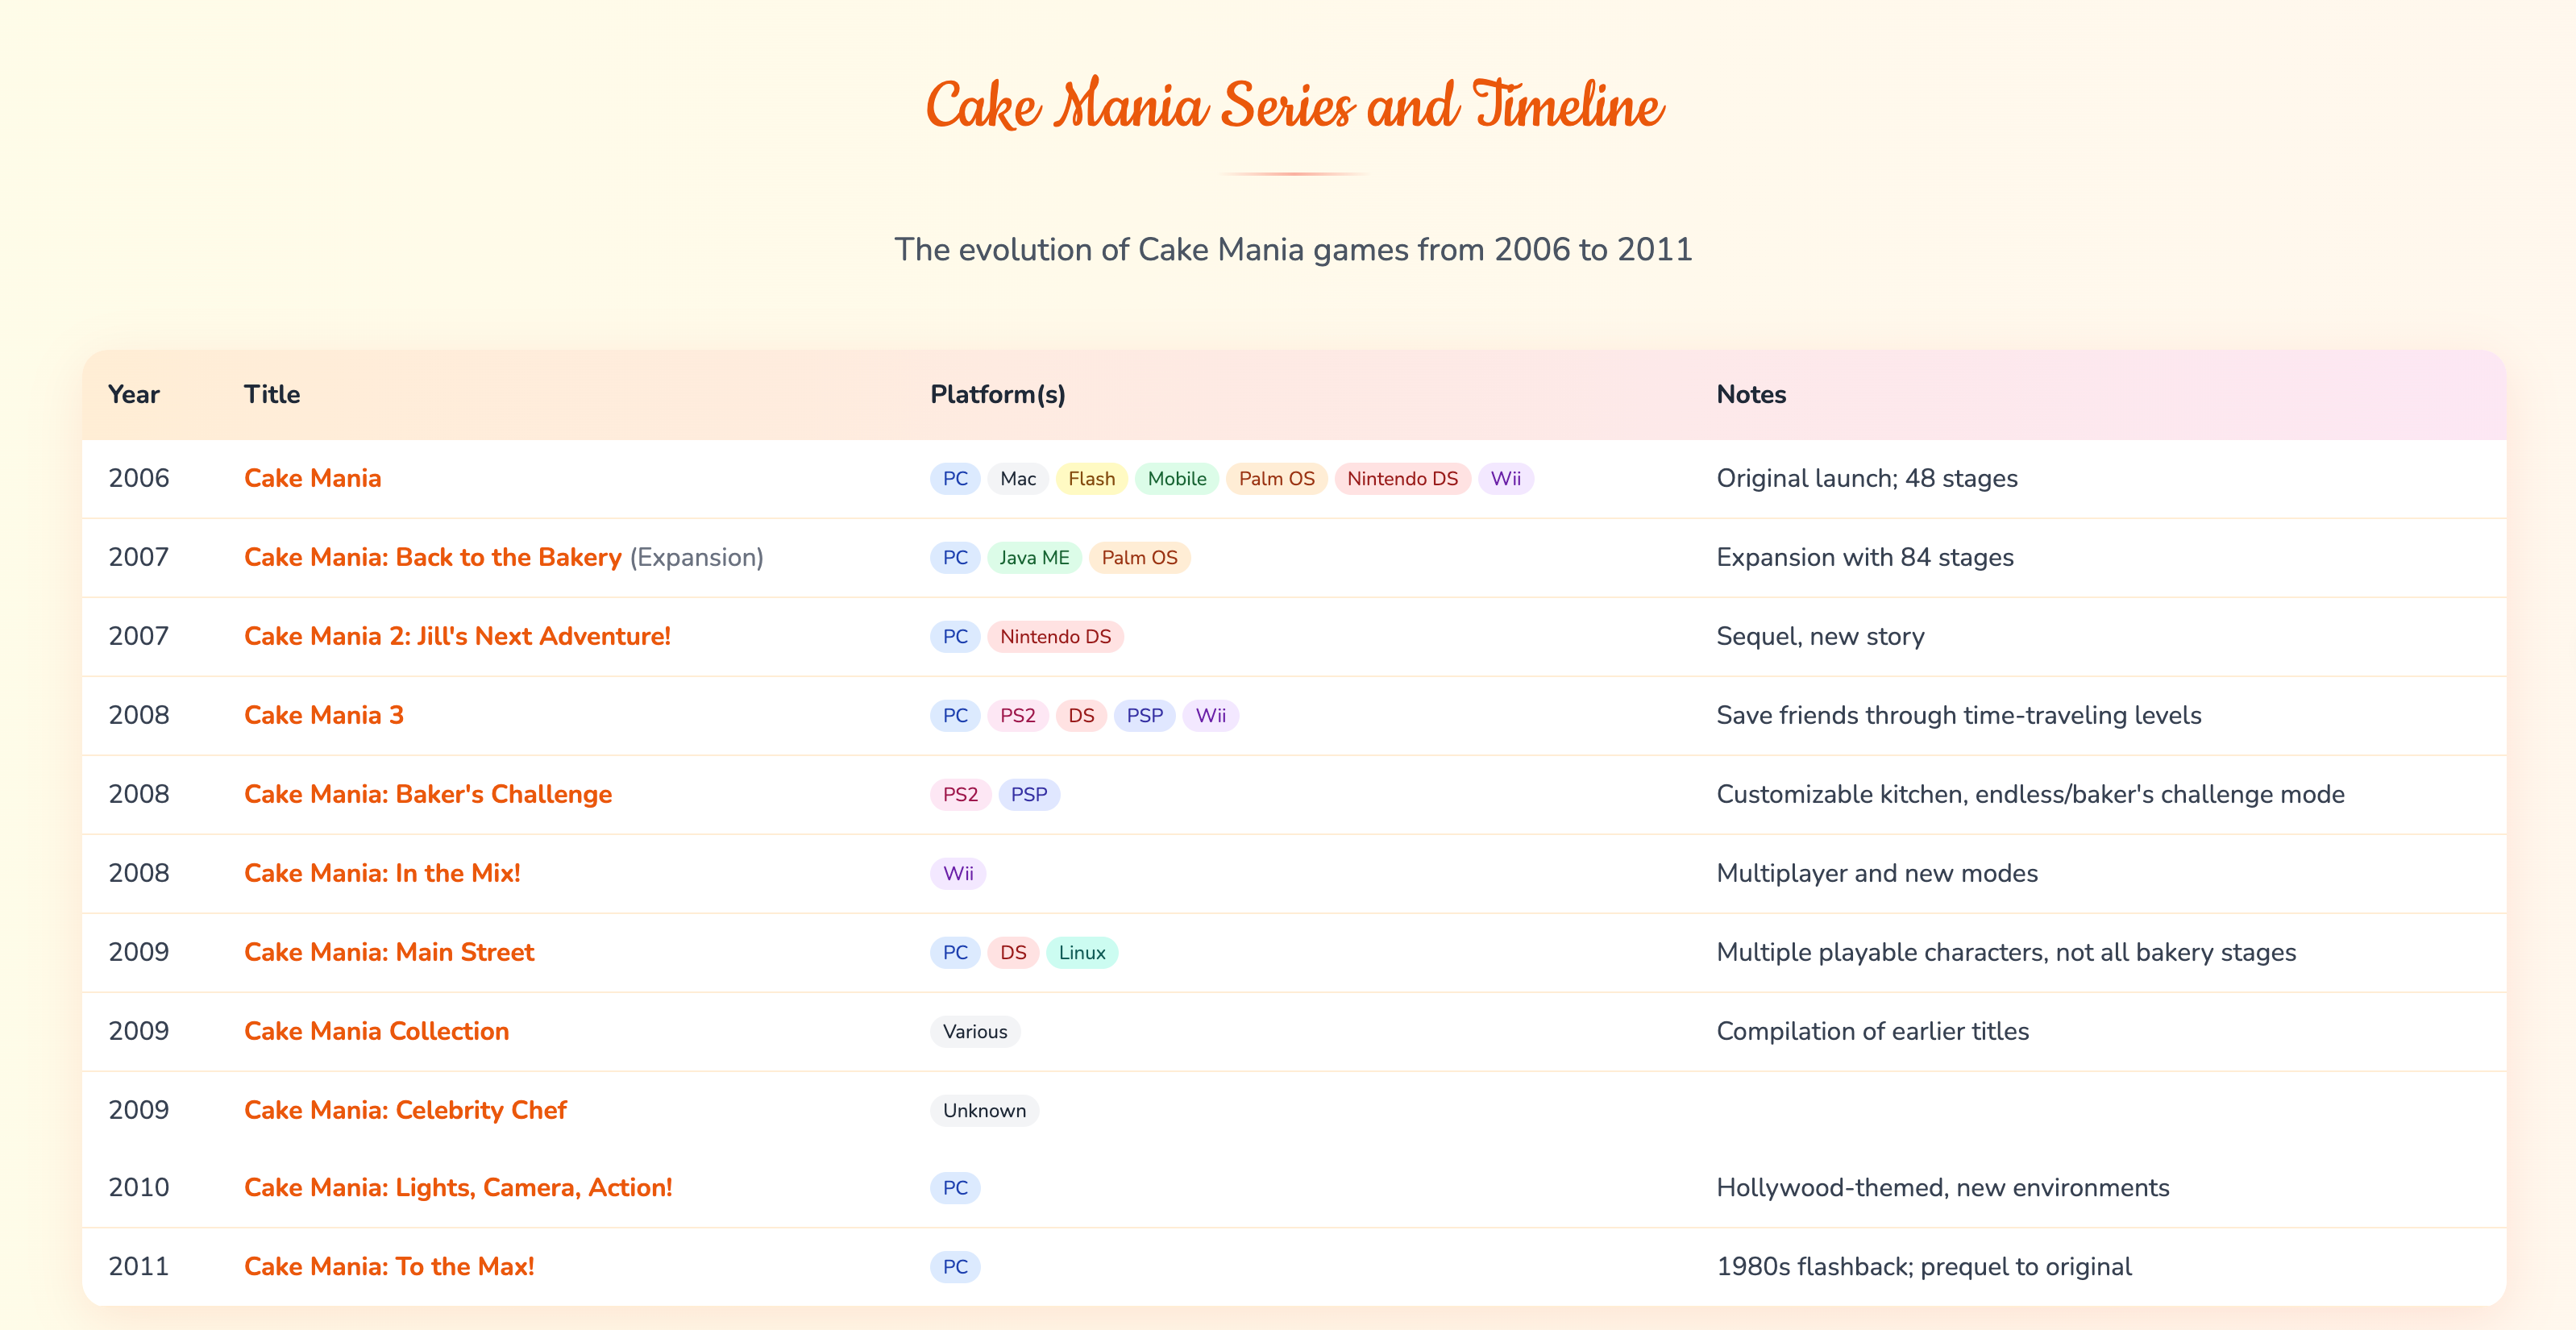 Cake Mania Series and Timeline
The evolution of Cake Mania games from 2006 to 2011
Year Title Platform(s) Notes
2006 Cake Mania PC Mac Flash Mobile Palm OS Nintendo DS Wii Original launch; 48 stages
2007 Cake Mania: Back to the Bakery (Expansion) PC Java ME Palm OS Expansion with 84 stages
2007 Cake Mania 2: Jill's Next Adventure! PC Nintendo DS Sequel, new story
2008 Cake Mania 3 PC PS2 DS PSP Wii Save friends through time-traveling levels
2008 Cake Mania: Baker's Challenge PS2 PSP Customizable kitchen, endless/baker's challenge mode
2008 Cake Mania: In the Mix! Wii Multiplayer and new modes
2009 Cake Mania: Main Street PC DS Linux Multiple playable characters, not all bakery stages
2009 Cake Mania Collection Various Compilation of earlier titles
2009 Cake Mania: Celebrity Chef Unknown
2010 Cake Mania: Lights, Camera, Action! PC Hollywood-themed, new environments
2011 Cake Mania: To the Max! PC 1980s flashback; prequel to original